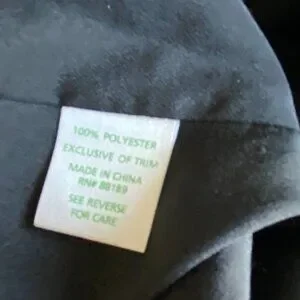 100% POLYESTER
EXCLUSIVE OF TRIM
MADE IN CHINA
RN# 88189
SEE REVERSE
FOR CARE